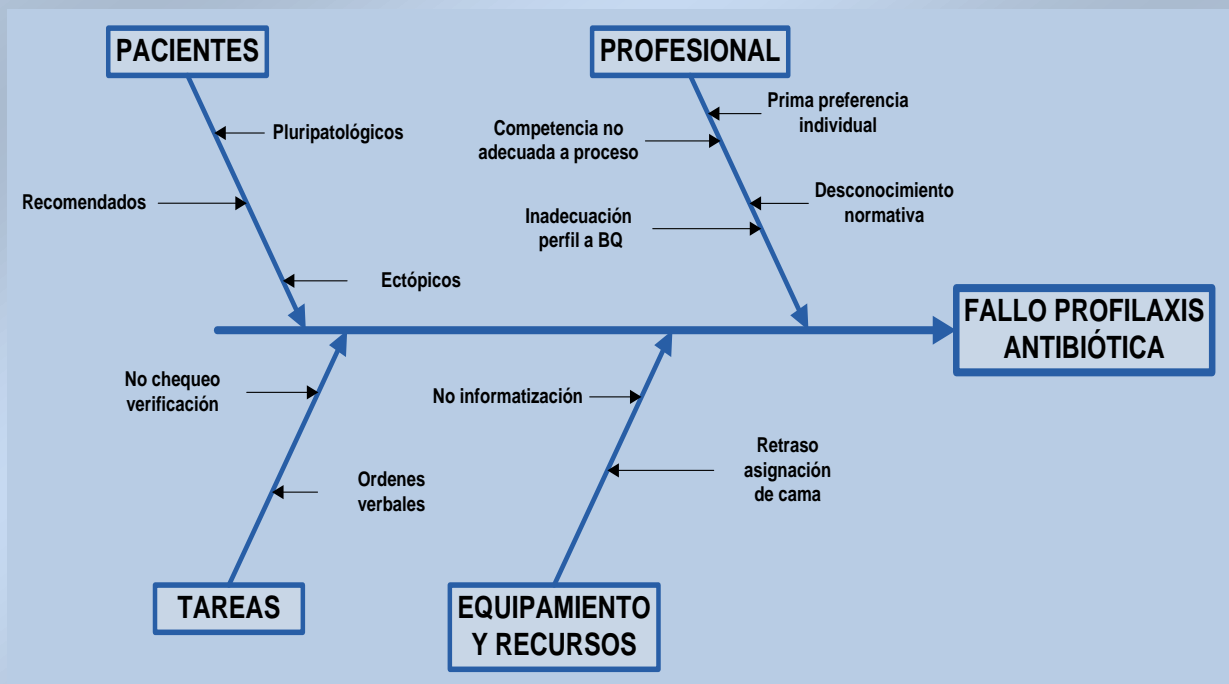 PACIENTES
PROFESIONAL
Pluripatológicos
Recomendados
Ectópicos
Prima preferencia
individual
Competencia no
adecuada a proceso
Desconocimiento
normativa
Inadecuación
perfil a BQ
FALLO PROFILAXIS
ANTIBIÓTICA
No chequeo
verificación
Ordenes
verbales
No informatización
Retraso
asignación
de cama
TAREAS
EQUIPAMIENTO
Y RECURSOS